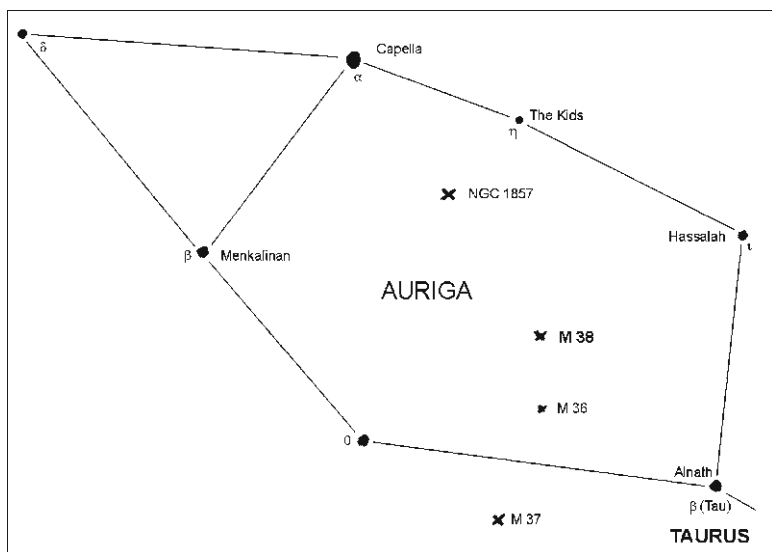 δ
Capella
α
The Kids
η
NGC 1857
Hassalah
ι
β
Menkalinan
AURIGA
M 38
M 36
θ
Alnath
β (Tau)
M 37
TAURUS